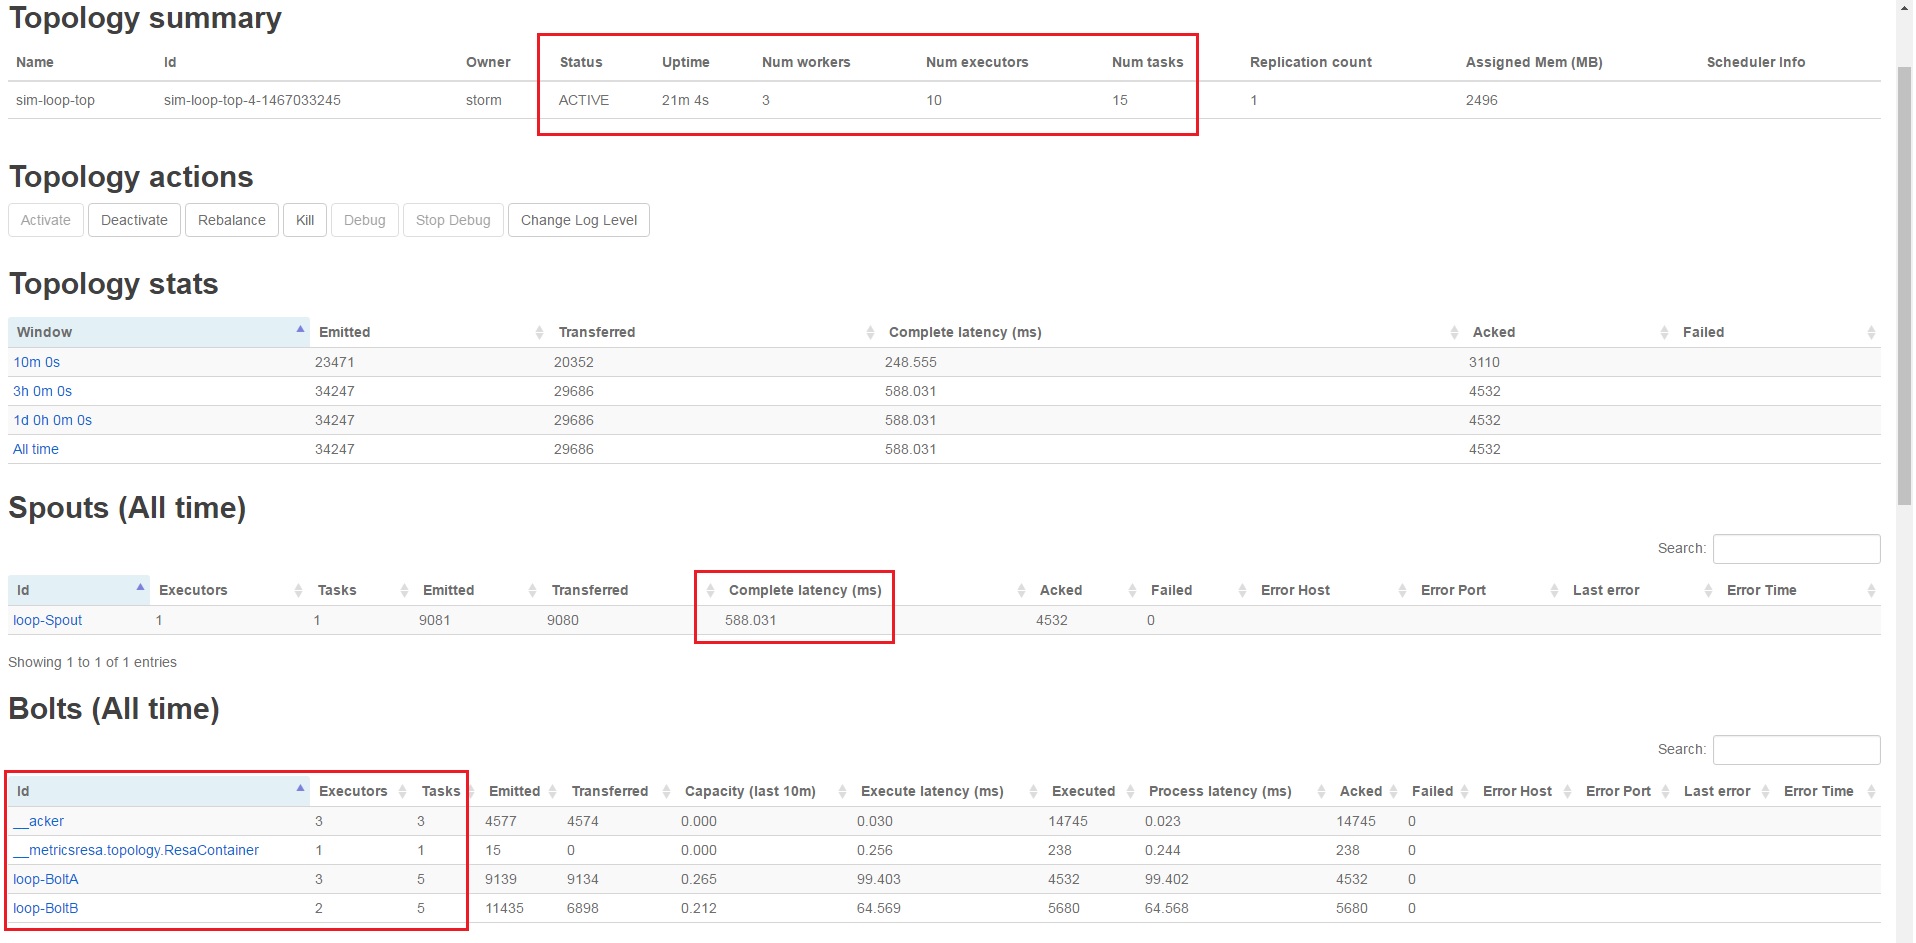 Topology summary
Name Id Owner Status Uptime Num workers Num executors Num tasks Replication count Assigned Mem (MB) Scheduler Info
sim-loop-top sim-loop-top-4-1467033245 storm ACTIVE 21m 4s 3 10 15 1 2496
Topology actions
Activate Deactivate Rebalance Kill Debug Stop Debug Change Log Level
Topology stats
Window Emitted Transferred Complete latency (ms) Acked Failed
10m 0s 23471 20352 248.555 3110
3h 0m 0s 34247 29686 588.031 4532
1d 0h 0m 0s 34247 29686 588.031 4532
All time 34247 29686 588.031 4532
Spouts (All time)
Search:
Id Executors Tasks Emitted Transferred Complete latency (ms) Acked Failed Error Host Error Port Last error Error Time
loop-Spout 1 1 9081 9080 588.031 4532 0
Showing 1 to 1 of 1 entries
Bolts (All time)
Search:
Id Executors Tasks Emitted Transferred Capacity (last 10m) Execute latency (ms) Executed Process latency (ms) Acked Failed Error Host Error Port Last error Error Time
__acker 3 3 4577 4574 0.000 0.030 14745 0.023 14745 0
__metricsresa.topology.ResaContainer 1 1 15 0 0.000 0.256 238 0.244 238 0
loop-BoltA 3 5 9139 9134 0.265 99.403 4532 99.402 4532 0
loop-BoltB 2 5 11435 6898 0.212 64.569 5680 64.568 5680 0